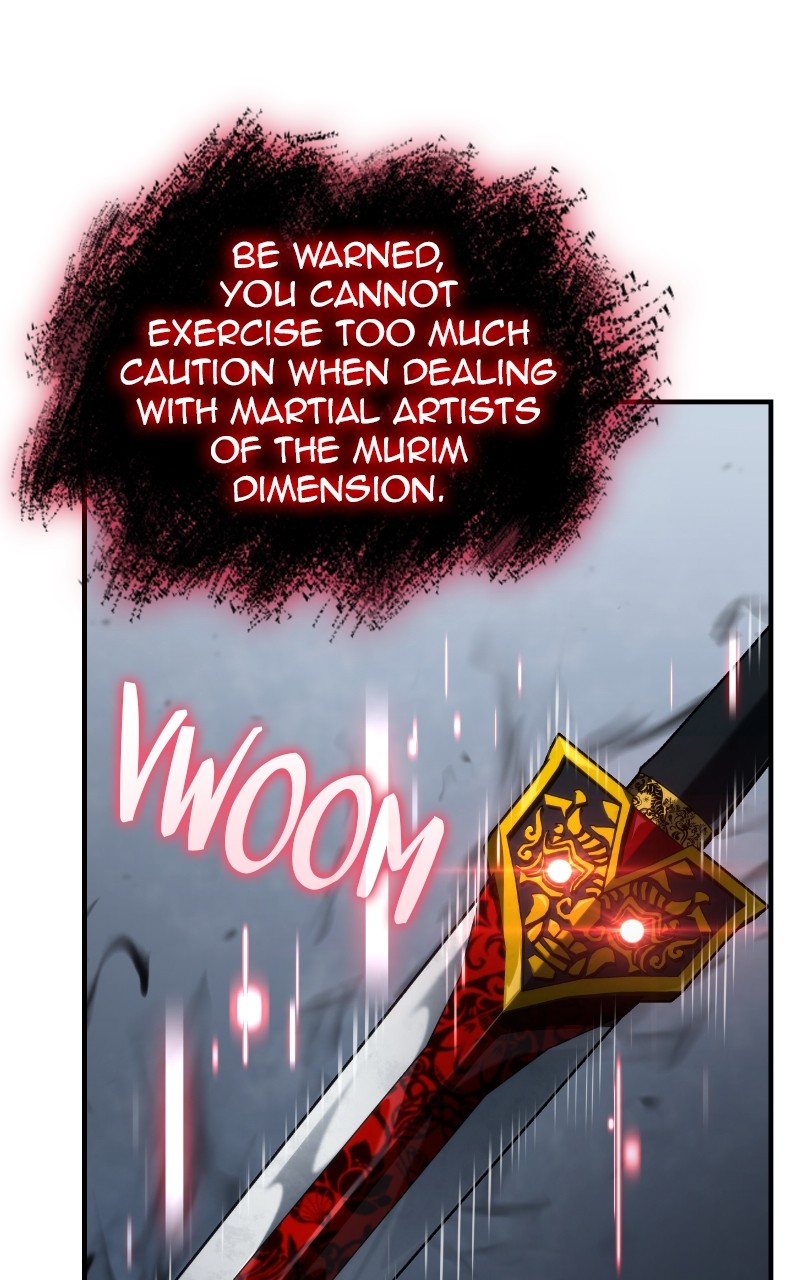 BE WARNED,
YOU CANNOT
EXERCISE TOO MUCH
CAUTION WHEN DEALING
WITH MARTIAL ARTISTS
OF THE MURIM
DIMENSION.
VWOOM